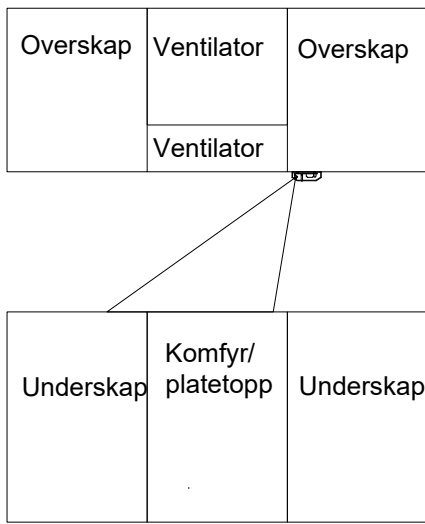 Overskap
Ventilator
Overskap
Ventilator
Komfyr/
platetopp
Underskap
Underskap